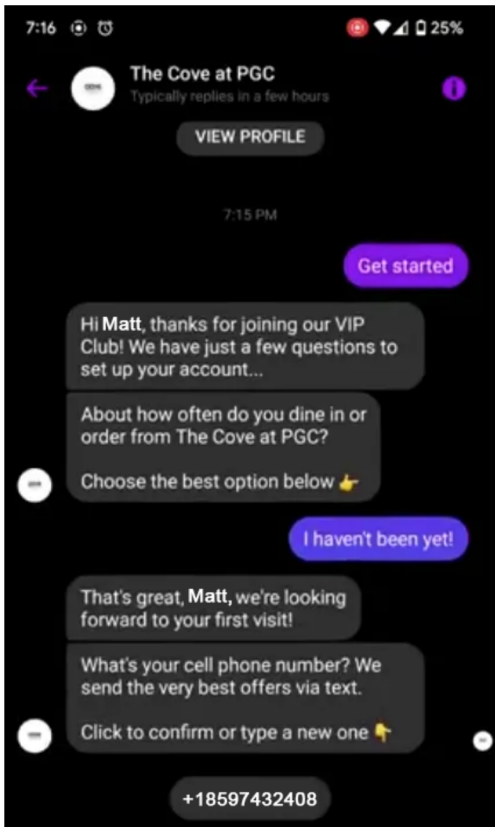 7:16
25%
The Cove at PGC
Typically replies in a few hours
VIEW PROFILE
7:15 PM
Get started
Hi Matt, thanks for joining our VIP
Club! We have just a few questions to
set up your account...
About how often do you dine in or
order from The Cove at PGC?
Choose the best option below 👉
I haven't been yet!
That's great, Matt, we're looking
forward to your first visit!
What's your cell phone number? We
send the very best offers via text.
Click to confirm or type a new one 👇
+18597432408